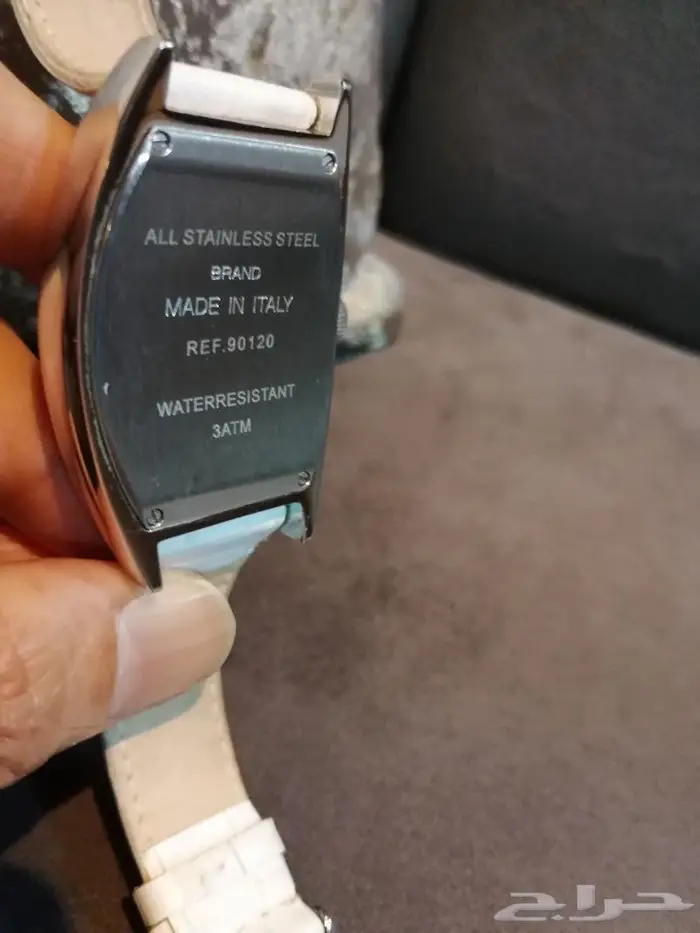 ALL STAINLESS STEEL
BRAND
MADE IN ITALY
REF.90120
WATERRESISTANT
3ATM
حراج